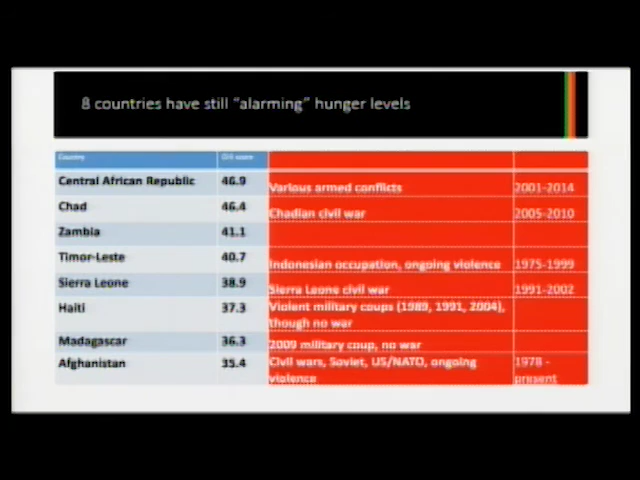 8 countries have still “alarming” hunger levels
Country GHI score
Central African Republic 46.9 Various armed conflicts 2001-2014
Chad 46.4 Chadian civil war 2005-2010
Zambia 41.1
Timor-Leste 40.7 Indonesian occupation, ongoing violence 1975-1999
Sierra Leone 38.9 Sierra Leone civil war 1991-2002
Haiti 37.3 Violent military coups (1989, 1991, 2004),
though no war
Madagascar 36.3 2009 military coup, no war
Afghanistan 35.4 Civil wars, Soviet, US/NATO, ongoing 1978 -
violence present